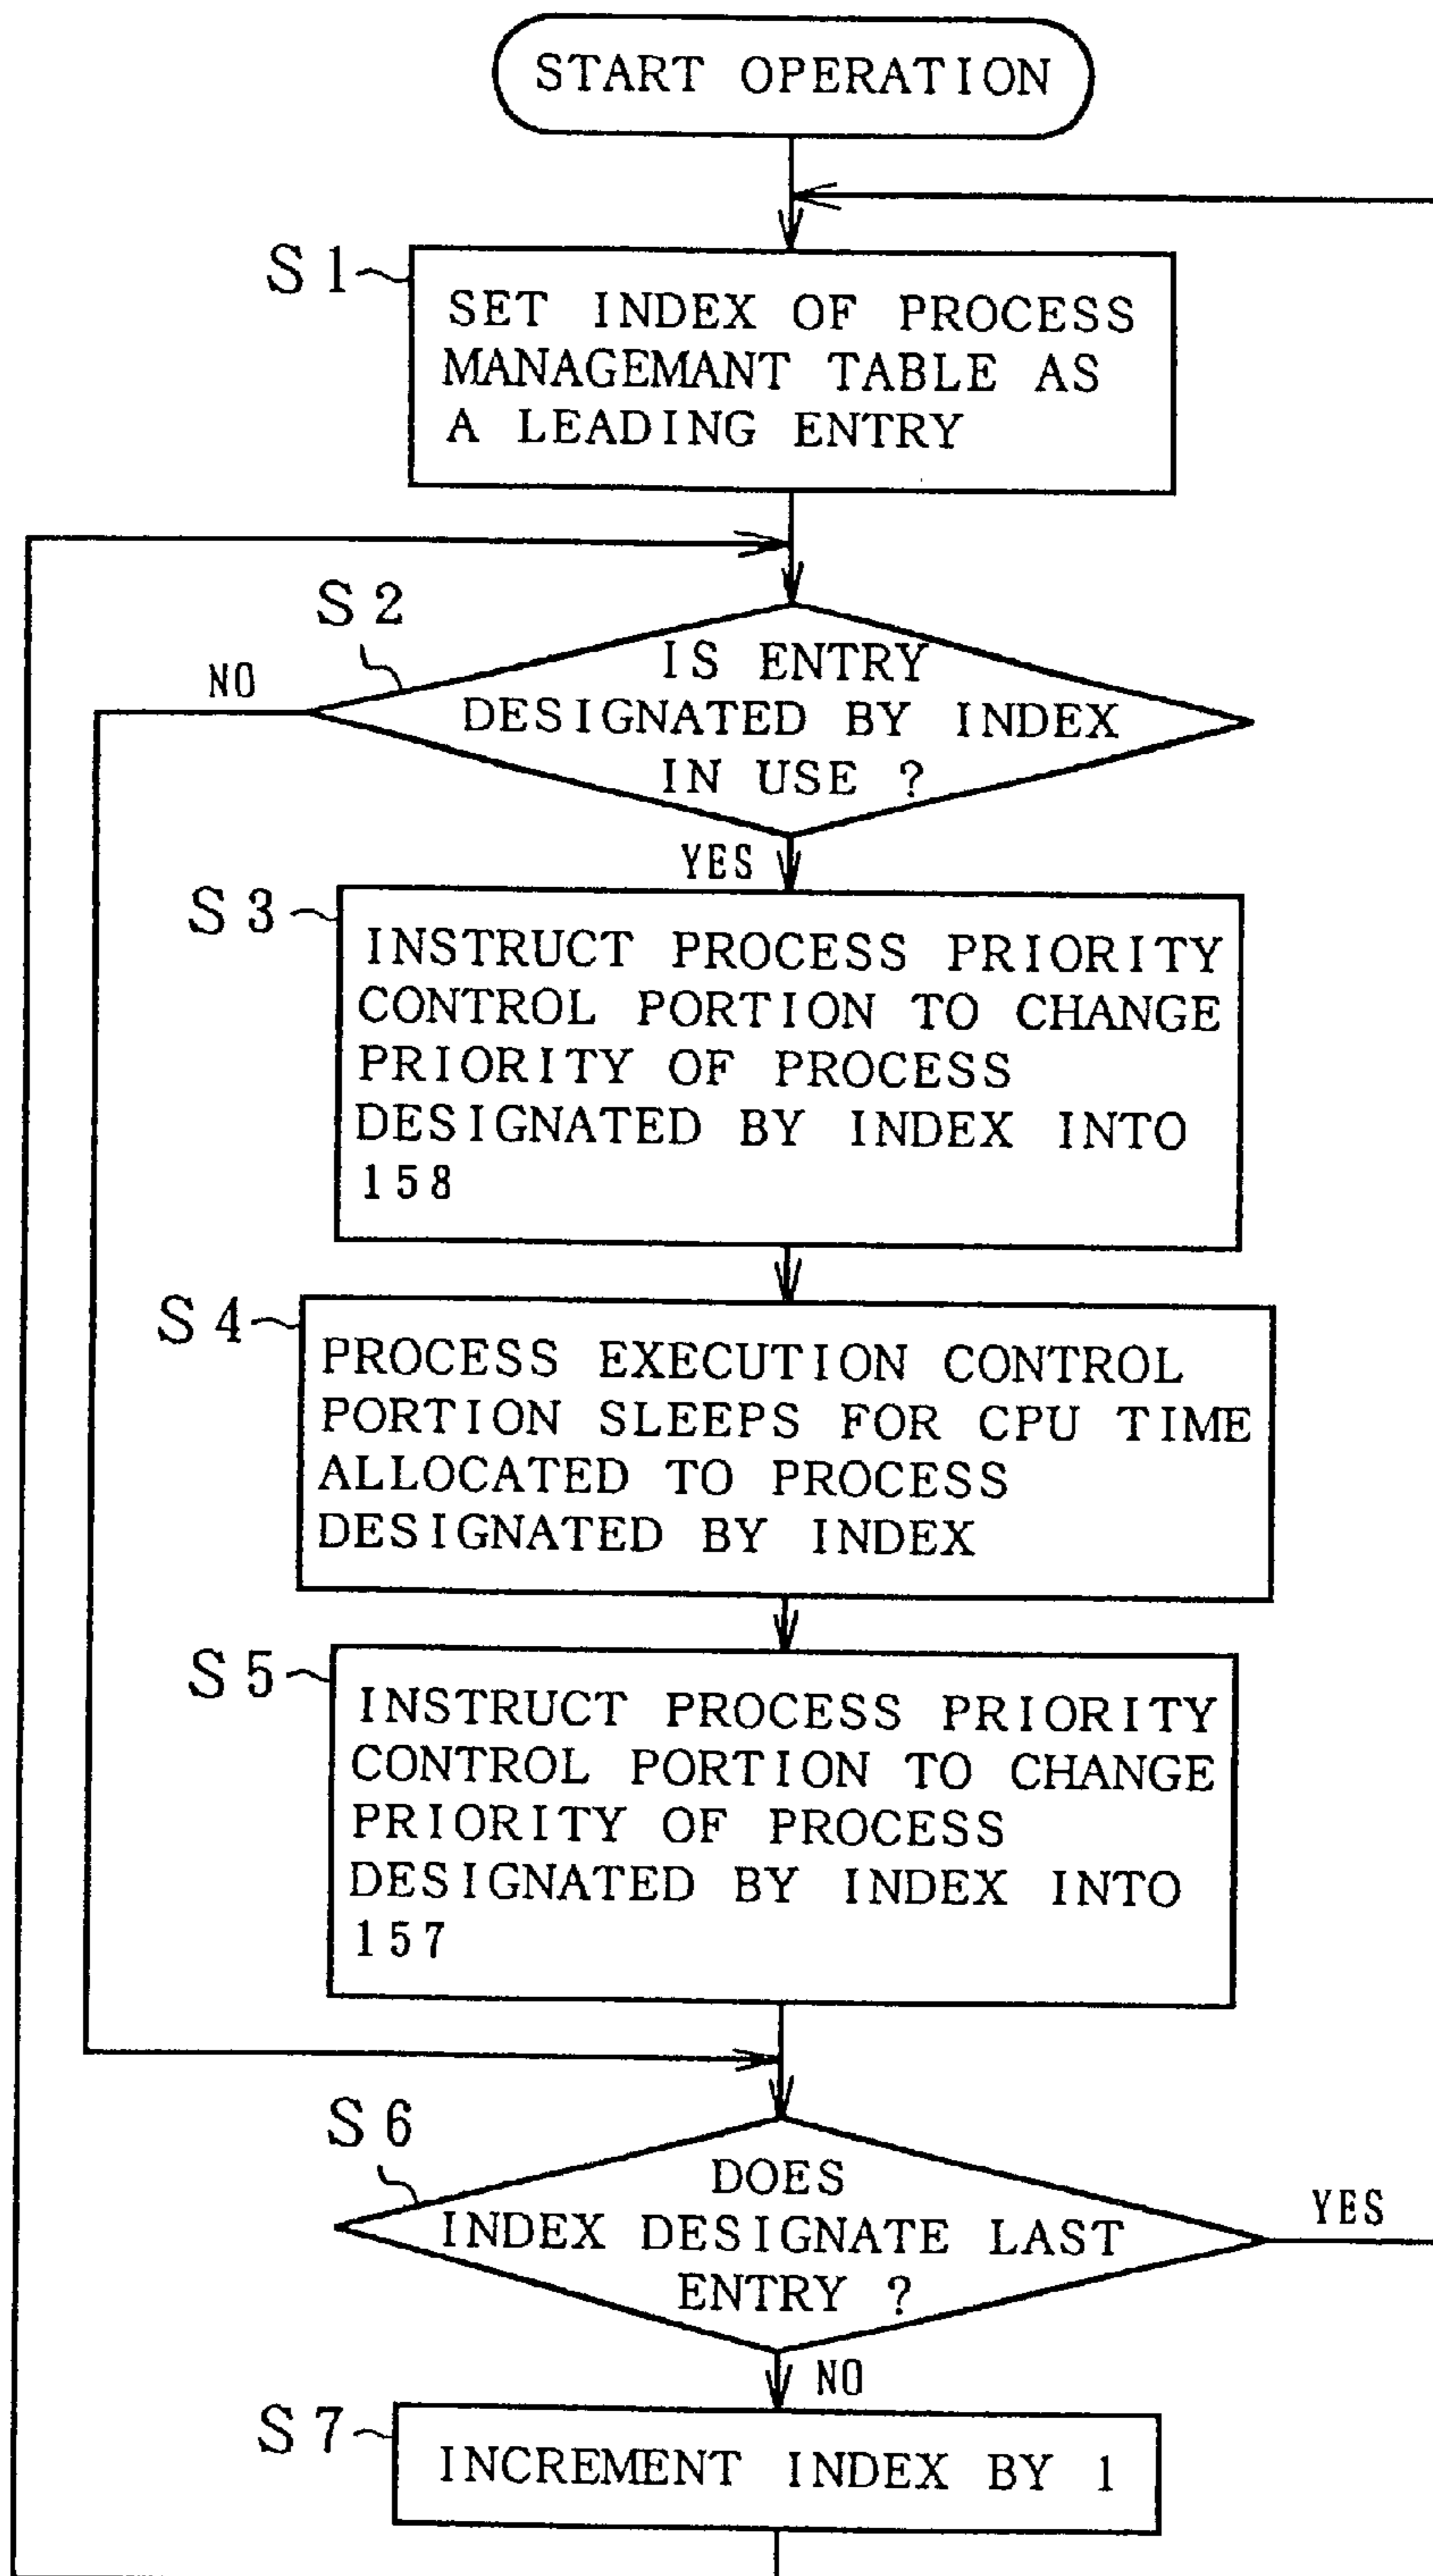 START OPERATION
S1
SET INDEX OF PROCESS
MANAGEMANT TABLE AS
A LEADING ENTRY
S2
NO
IS ENTRY
DESIGNATED BY INDEX
IN USE ?
YES
S3
INSTRUCT PROCESS PRIORITY
CONTROL PORTION TO CHANGE
PRIORITY OF PROCESS
DESIGNATED BY INDEX INTO
158
S4
PROCESS EXECUTION CONTROL
PORTION SLEEPS FOR CPU TIME
ALLOCATED TO PROCESS
DESIGNATED BY INDEX
S5
INSTRUCT PROCESS PRIORITY
CONTROL PORTION TO CHANGE
PRIORITY OF PROCESS
DESIGNATED BY INDEX INTO
157
S6
DOES
INDEX DESIGNATE LAST
ENTRY ?
YES
NO
S7
INCREMENT INDEX BY 1